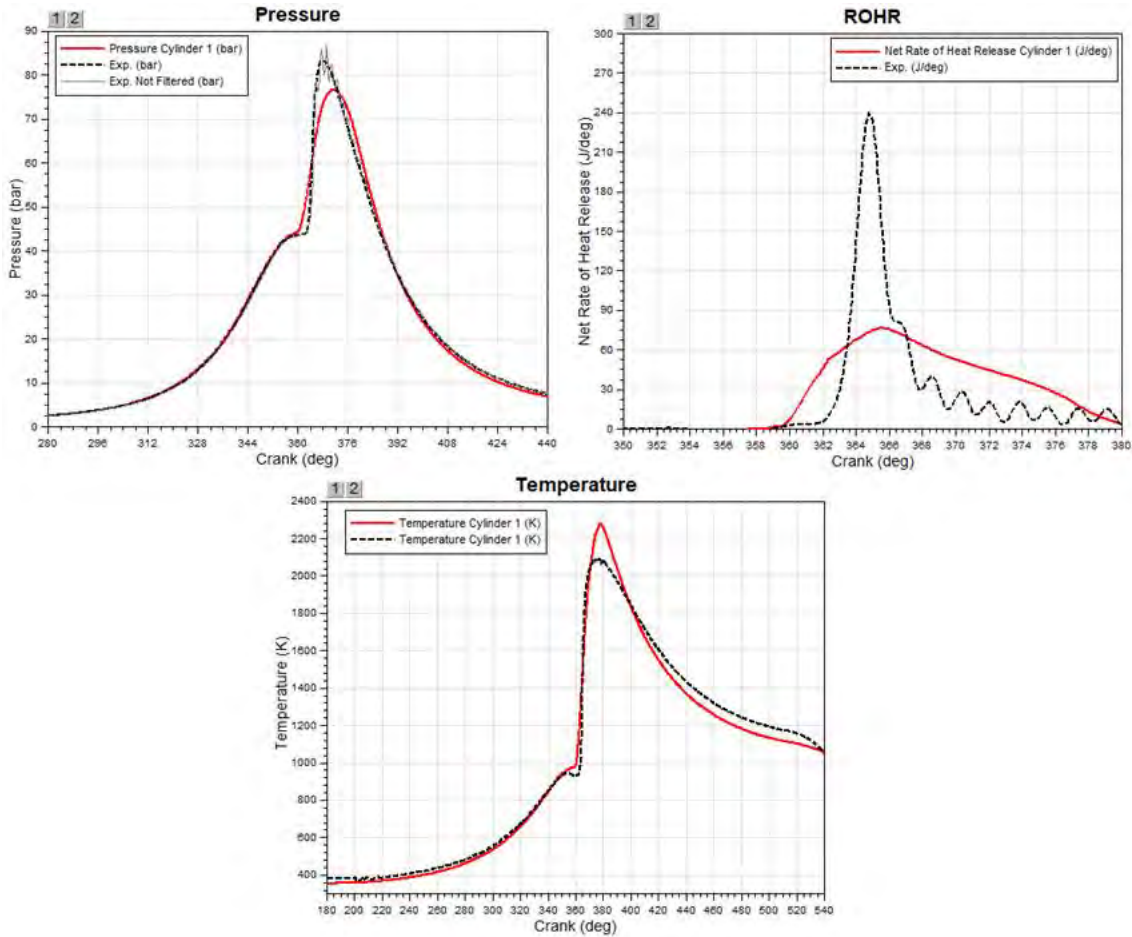 1 2
Pressure
Pressure Cylinder 1 (bar)
Exp. (bar)
Exp. Not Filtered (bar)
Pressure (bar)
90
80
70
60
50
40
30
20
10
0
280 296 312 328 344 360 376 392 408 424 440
Crank (deg)
1 2
ROHR
Net Rate of Heat Release Cylinder 1 (J/deg)
Exp. (J/deg)
Net Rate of Heat Release (J/deg)
300
270
240
210
180
150
120
90
60
30
0
350 352 354 356 358 360 362 364 366 368 370 372 374 376 378 380
Crank (deg)
1 2
Temperature
Temperature Cylinder 1 (K)
Temperature Cylinder 1 (K)
Temperature (K)
2400
2200
2000
1800
1600
1400
1200
1000
800
600
400
180 200 220 240 260 280 300 320 340 360 380 400 420 440 460 480 500 520 540
Crank (deg)